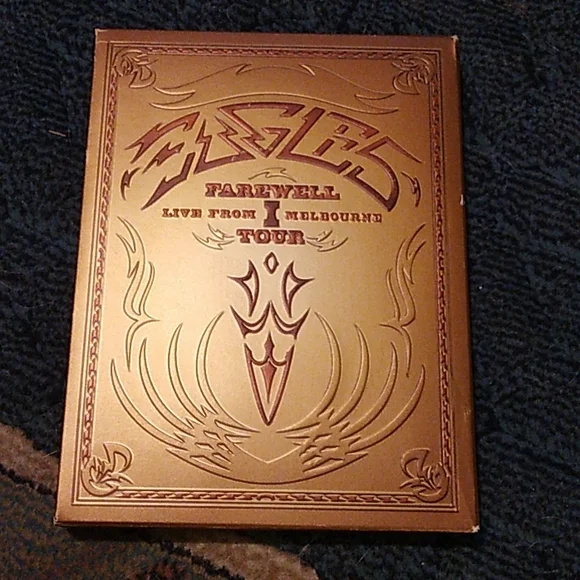 EAGLES
FAREWELL
LIVE FROM I MELBOURNE
TOUR